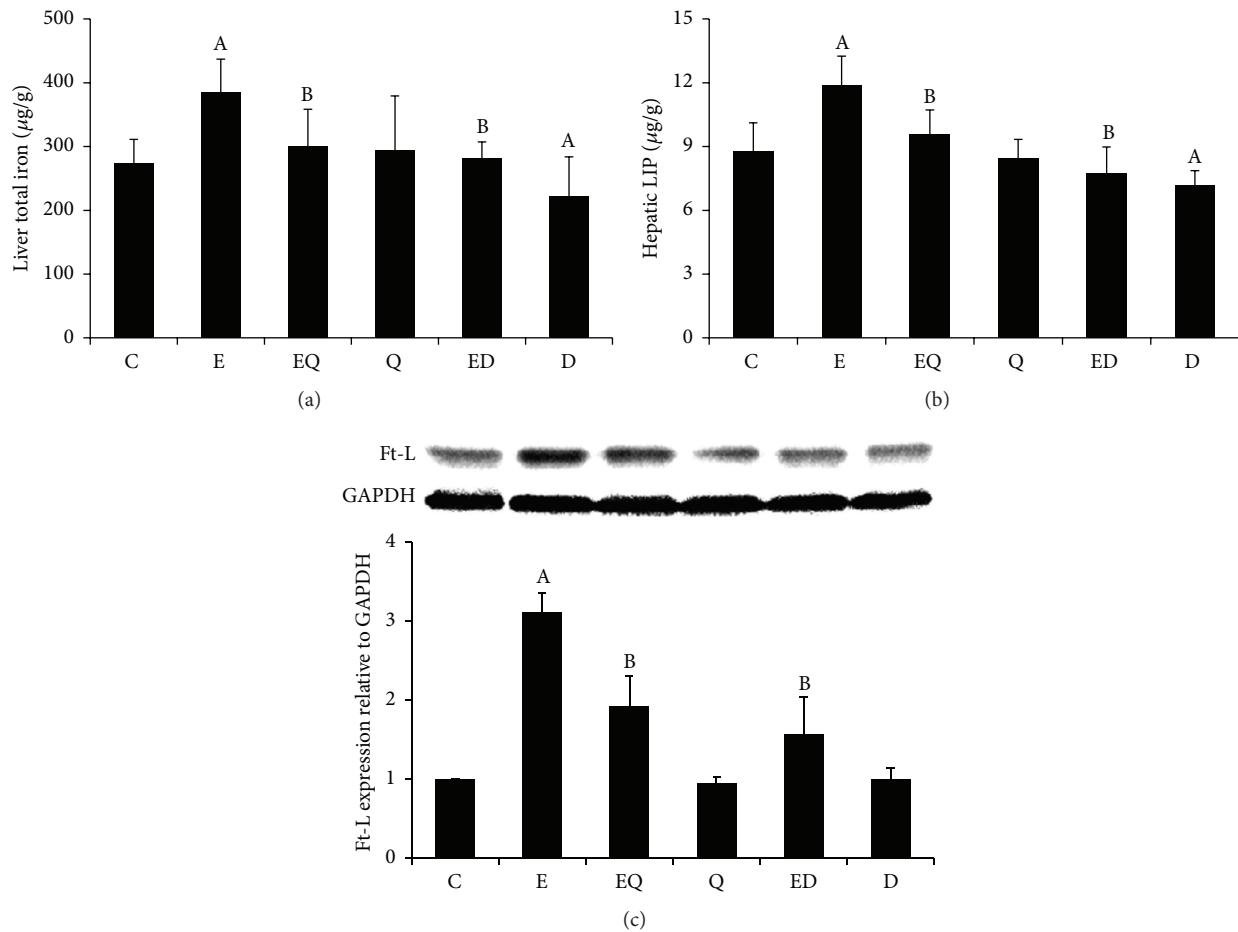 Liver total iron (μg/g)
500
400
300
200
100
0
A
B
B
A
C E EQ Q ED D
(a)
Hepatic LIP (μg/g)
15
12
9
6
3
0
A
B
B
A
C E EQ Q ED D
(b)
Ft-L
GAPDH
Ft-L expression relative to GAPDH
4
3
2
1
0
A
B
B
C E EQ Q ED D
(c)